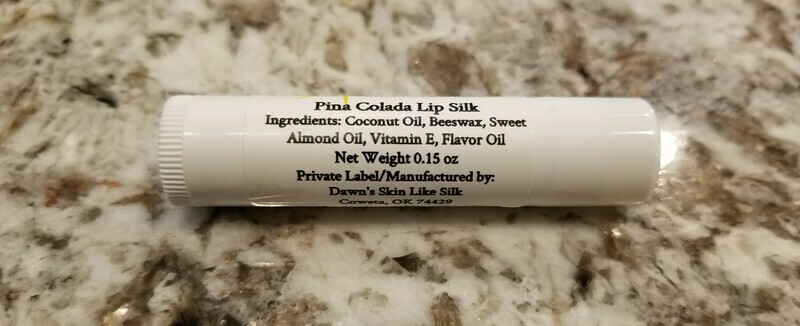 Pina Colada Lip Silk
Ingredients: Coconut Oil, Beeswax, Sweet
Almond Oil, Vitamin E, Flavor Oil
Net Weight 0.15 oz
Private Label/Manufactured by:
Dawn's Skin Like Silk
Coweta, OK 74429